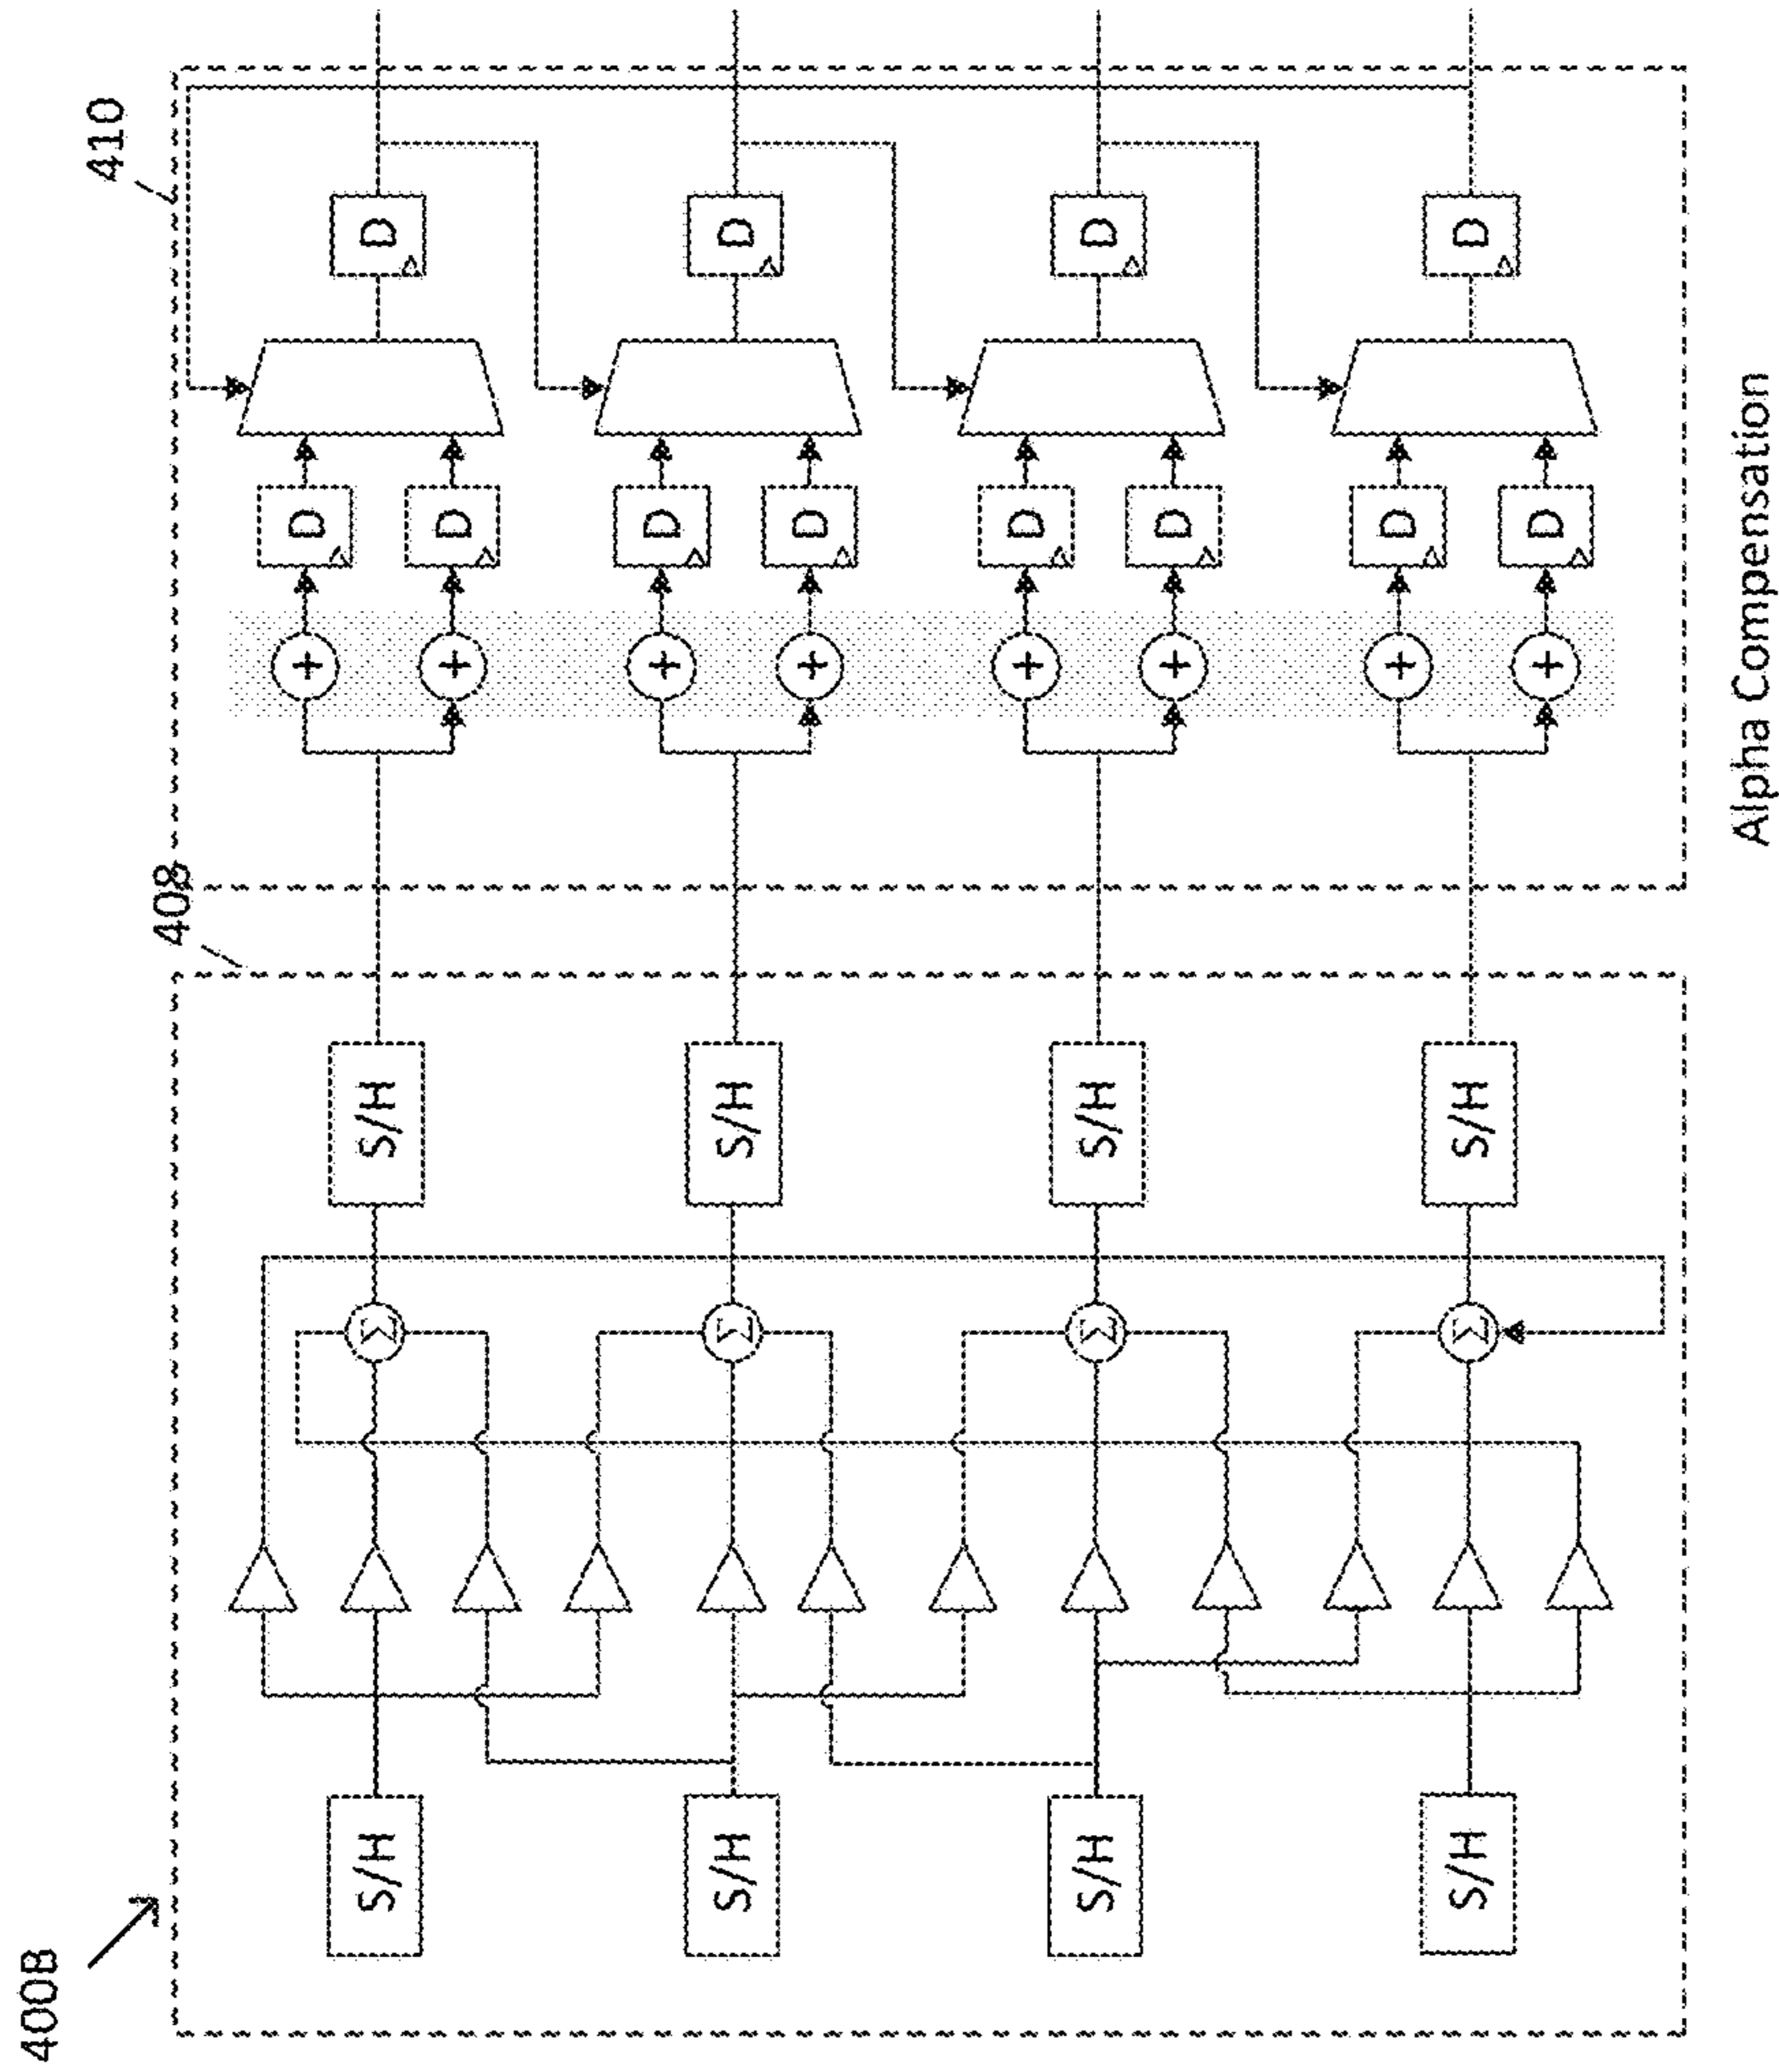 400B
410
408
+ D
S/H Σ S/H D
+ D
+ D
S/H Σ S/H D
+ D
+ D
S/H Σ S/H D
+ D
+ D
S/H Σ S/H D
+ D
Alpha Compensation